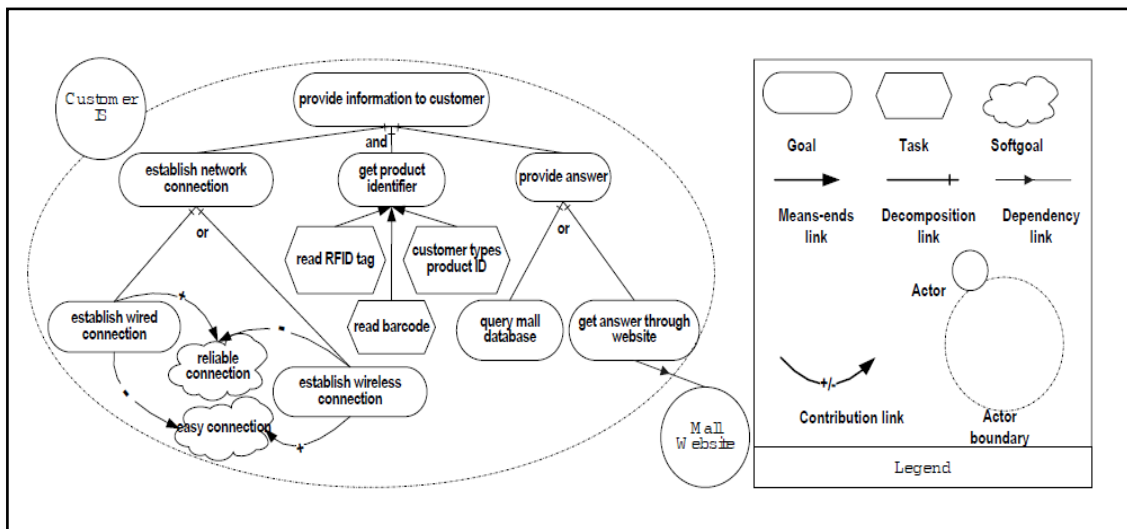 Customer
IS
provide information to customer
and
establish network
connection
get product
identifier
provide answer
or
or
read RFID tag
customer types
product ID
establish wired
connection
+
-
read barcode
query mall
database
get answer through
website
reliable
connection
establish wireless
connection
-
easy connection
+
Mall
Website
Goal
Task
Softgoal
Means-ends
link
Decomposition
link
Dependency
link
Actor
+/-
Contribution link
Actor
boundary
Legend